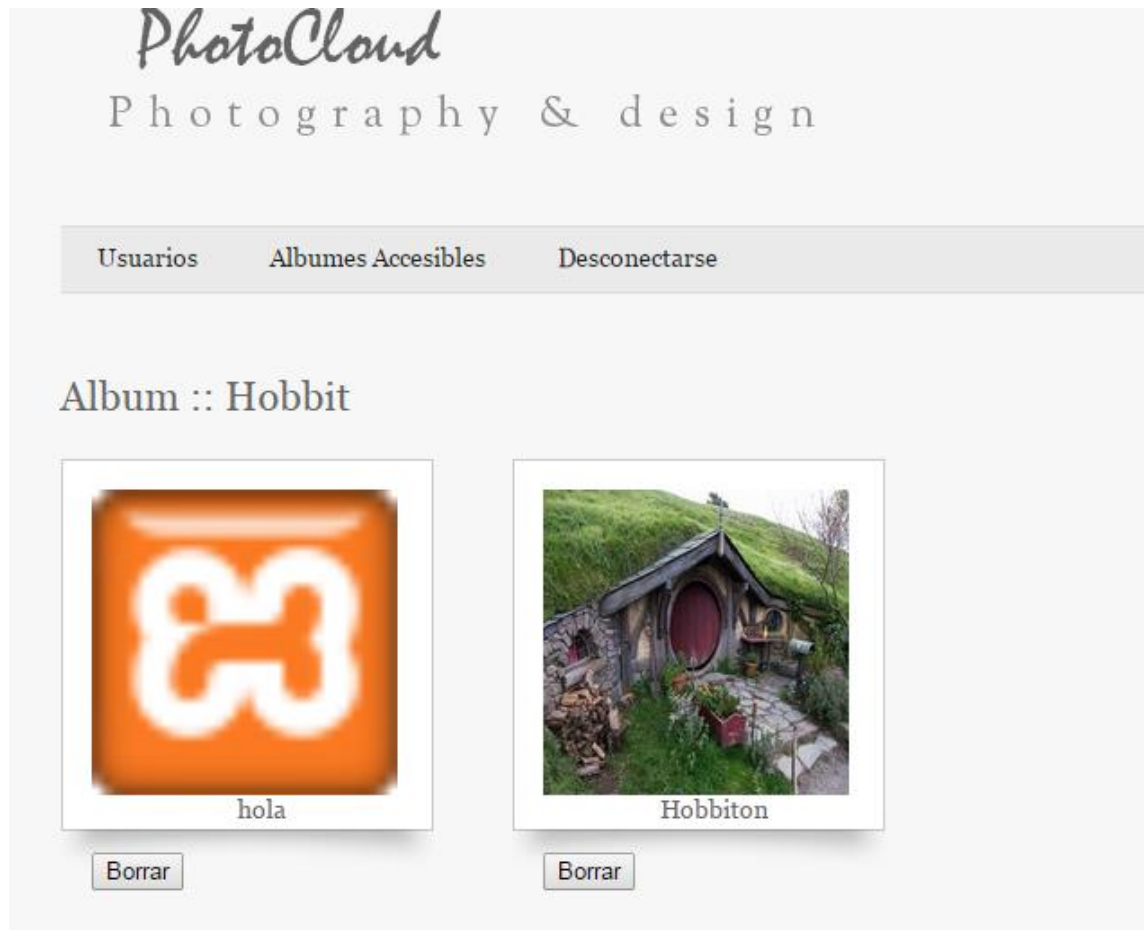 PhotoCloud
Photography & design
Usuarios Albumes Accesibles Desconectarse
Album :: Hobbit
hola Hobbiton
Borrar Borrar